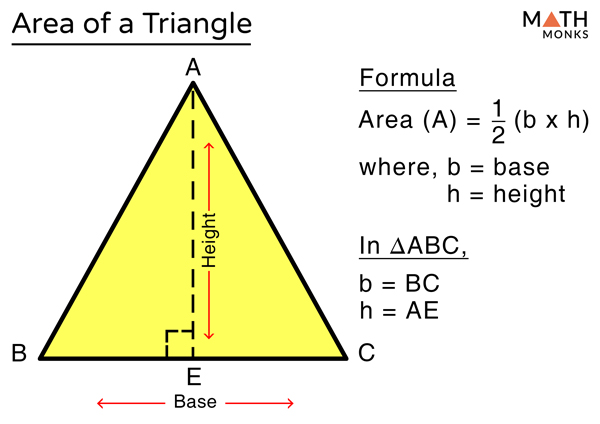 Area of a Triangle
MATH
MONKS
A
Formula
Area (A) = 1/2 (b x h)
where, b = base
h = height
Height
In ΔABC,
b = BC
h = AE
B
C
E
Base